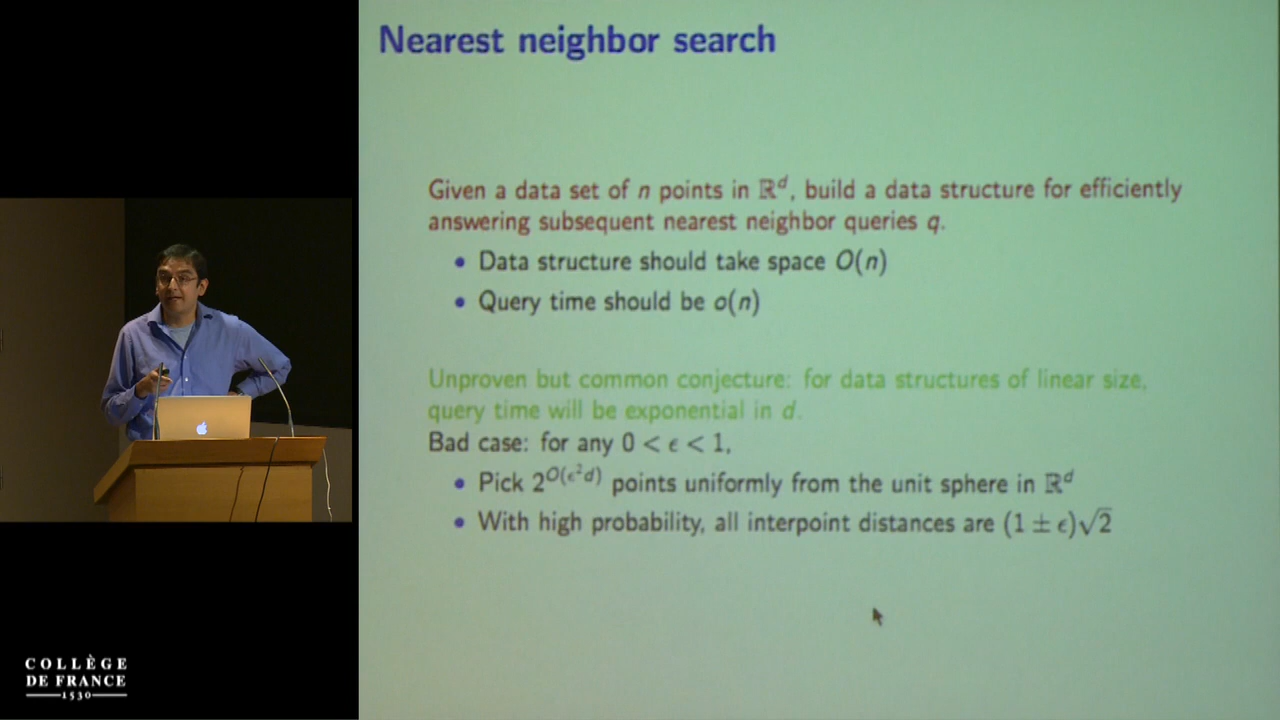 Nearest neighbor search
Given a data set of n points in ℝᵈ, build a data structure for efficiently
answering subsequent nearest neighbor queries q.
• Data structure should take space O(n)
• Query time should be o(n)
Unproven but common conjecture: for data structures of linear size,
query time will be exponential in d.
Bad case: for any 0 < ϵ < 1,
• Pick 2^{O(ϵ²d)} points uniformly from the unit sphere in ℝᵈ
• With high probability, all interpoint distances are (1 ± ϵ)√2
COLLÈGE
DE FRANCE
1530